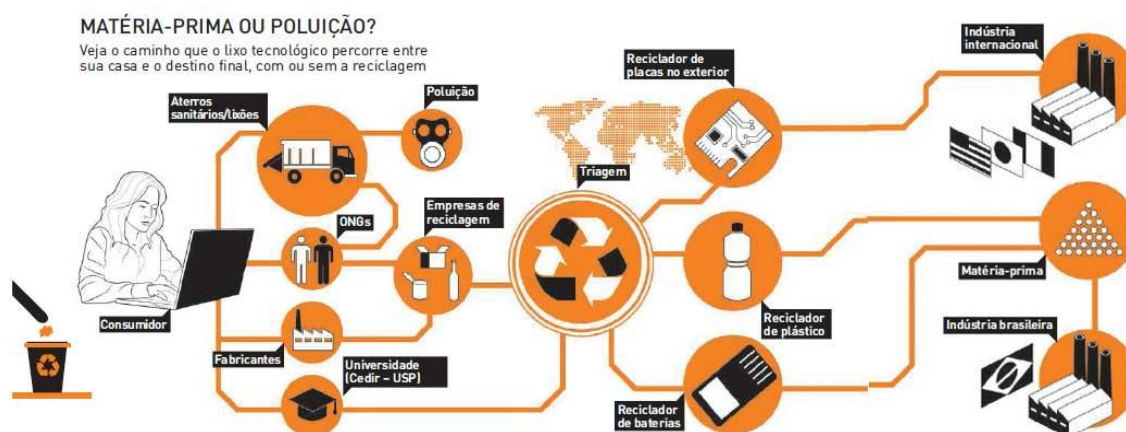 MATÉRIA-PRIMA OU POLUIÇÃO?
Veja o caminho que o lixo tecnológico percorre entre
sua casa e o destino final, com ou sem a reciclagem
Aterros
sanitários/lixões
Poluição
ONGs
Empresas de
reciclagem
Consumidor
Fabricantes
Universidade
(Cedir – USP)
Triagem
Reciclador de
placas no exterior
Reciclador
de plástico
Reciclador
de baterias
Indústria
internacional
Matéria-prima
Indústria brasileira